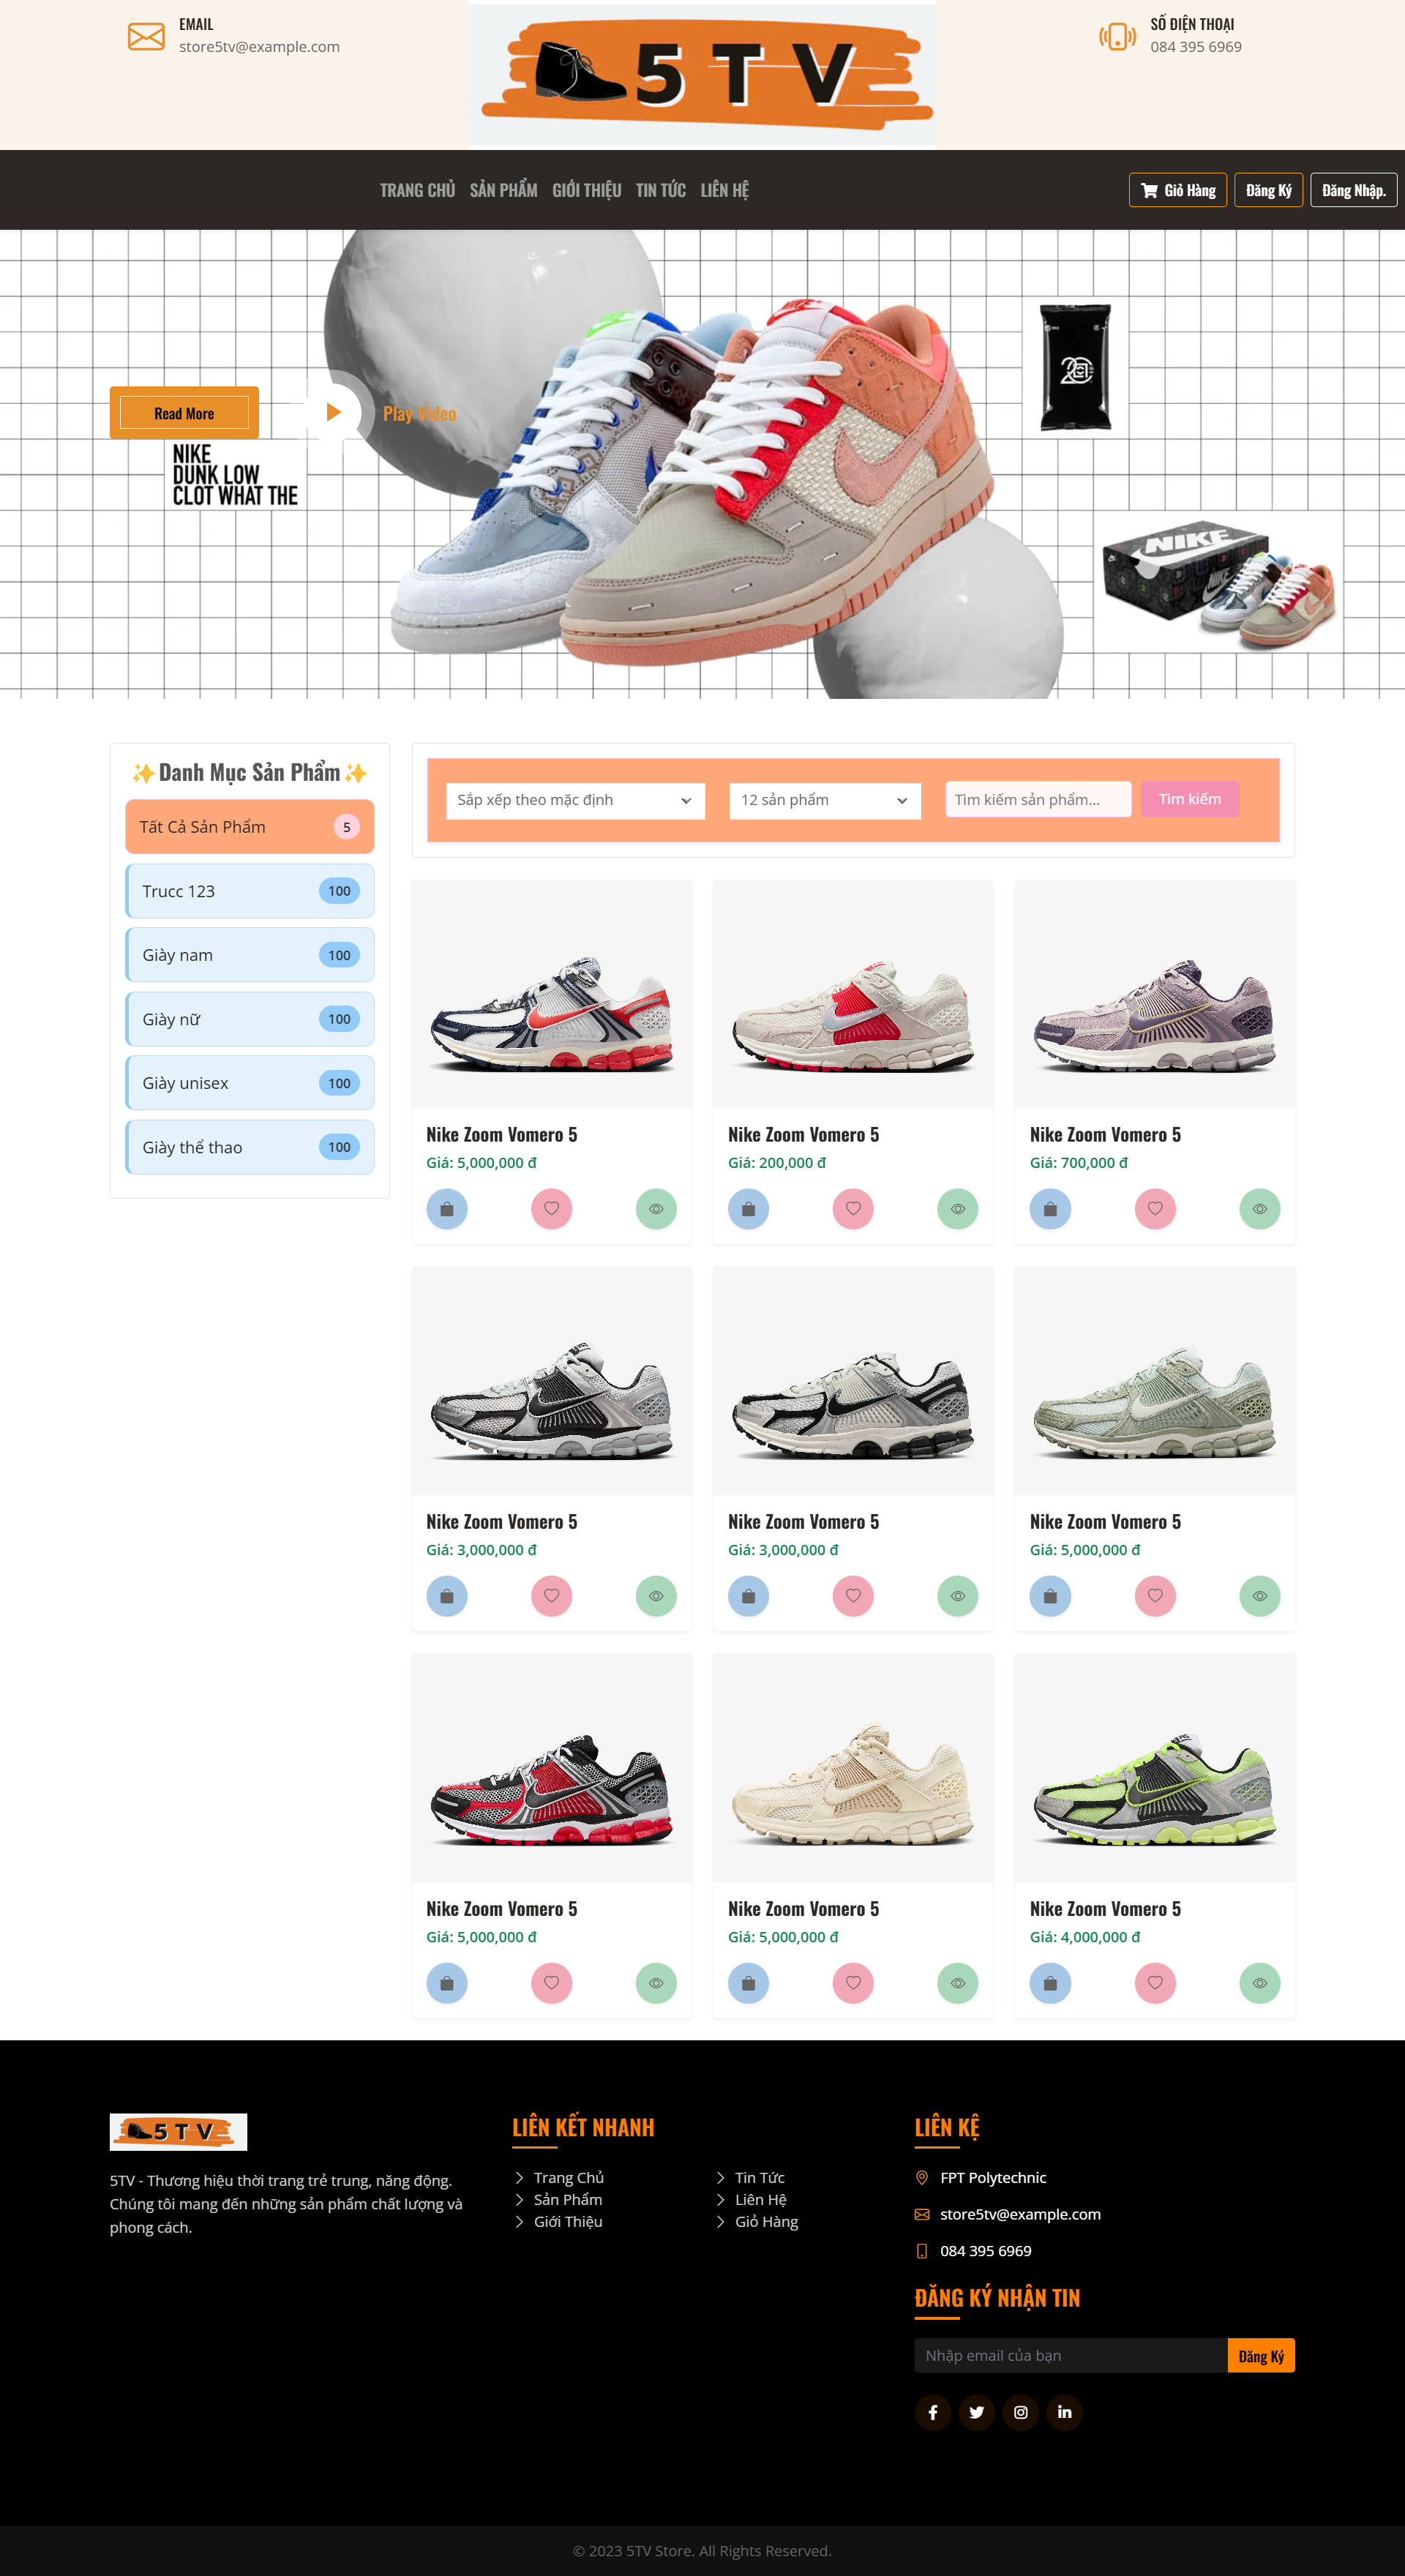 EMAIL
store5tv@example.com
5TV
SỐ ĐIỆN THOẠI
084 395 6969
TRANG CHỦ SẢN PHẨM GIỚI THIỆU TIN TỨC LIÊN HỆ
Giỏ Hàng Đăng Ký Đăng Nhập.
Read More
Play Video
NIKE
DUNK LOW
CLOT WHAT THE
NIKE
NIKE
✨ Danh Mục Sản Phẩm ✨
Tất Cả Sản Phẩm 5
Trucc 123 100
Giày nam 100
Giày nữ 100
Giày unisex 100
Giày thể thao 100
Sắp xếp theo mặc định
12 sản phẩm
Tìm kiếm sản phẩm...
Tìm kiếm
Nike Zoom Vomero 5
Giá: 5,000,000 đ
Nike Zoom Vomero 5
Giá: 200,000 đ
Nike Zoom Vomero 5
Giá: 700,000 đ
Nike Zoom Vomero 5
Giá: 3,000,000 đ
Nike Zoom Vomero 5
Giá: 3,000,000 đ
Nike Zoom Vomero 5
Giá: 5,000,000 đ
Nike Zoom Vomero 5
Giá: 5,000,000 đ
Nike Zoom Vomero 5
Giá: 5,000,000 đ
Nike Zoom Vomero 5
Giá: 4,000,000 đ
5TV
5TV - Thương hiệu thời trang trẻ trung, năng động.
Chúng tôi mang đến những sản phẩm chất lượng và
phong cách.
LIÊN KẾT NHANH
Trang Chủ
Sản Phẩm
Giới Thiệu
Tin Tức
Liên Hệ
Giỏ Hàng
LIÊN KỆ
FPT Polytechnic
store5tv@example.com
084 395 6969
ĐĂNG KÝ NHẬN TIN
Nhập email của bạn
Đăng Ký
© 2023 5TV Store. All Rights Reserved.